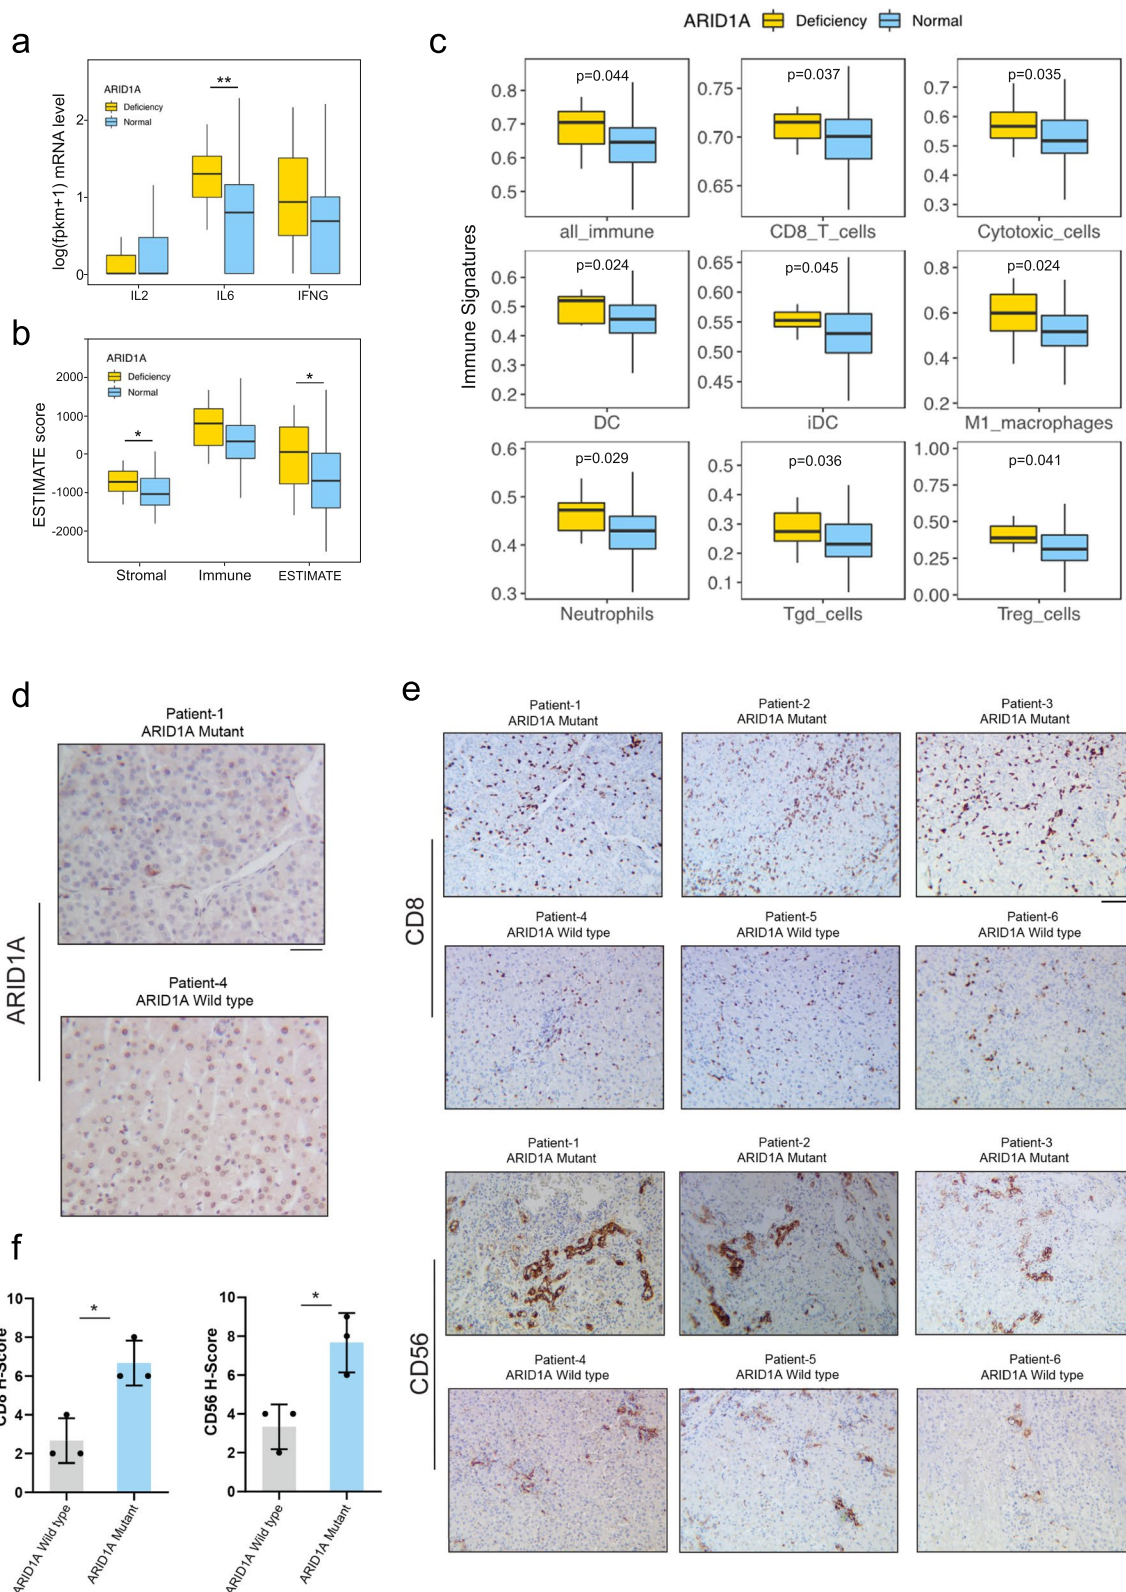 a
ARID1A
Deficiency
Normal
**
log(fpkm+1) mRNA level
2
1
0
IL2
IL6
IFNG
b
ARID1A
Deficiency
Normal
*
*
ESTIMATE score
2000
1000
0
-1000
-2000
Stromal
Immune
ESTIMATE
c
ARID1A Deficiency Normal
Immune Signatures
p=0.044
0.8
0.7
0.6
0.5
all_immune
p=0.037
0.75
0.70
0.65
CD8_T_cells
p=0.035
0.7
0.6
0.5
0.4
0.3
Cytotoxic_cells
p=0.024
0.6
0.5
0.4
0.3
0.2
DC
p=0.045
0.65
0.60
0.55
0.50
0.45
iDC
p=0.024
0.8
0.6
0.4
0.2
M1_macrophages
p=0.029
0.6
0.5
0.4
0.3
Neutrophils
p=0.036
0.5
0.4
0.3
0.2
0.1
Tgd_cells
p=0.041
1.00
0.75
0.50
0.25
0.00
Treg_cells
d
ARID1A
Patient-1
ARID1A Mutant
Patient-4
ARID1A Wild type
e
CD8
Patient-1
ARID1A Mutant
Patient-2
ARID1A Mutant
Patient-3
ARID1A Mutant
Patient-4
ARID1A Wild type
Patient-5
ARID1A Wild type
Patient-6
ARID1A Wild type
CD56
Patient-1
ARID1A Mutant
Patient-2
ARID1A Mutant
Patient-3
ARID1A Mutant
Patient-4
ARID1A Wild type
Patient-5
ARID1A Wild type
Patient-6
ARID1A Wild type
f
CD8 H-Score
10
8
6
4
2
0
*
ARID1A Wild type
ARID1A Mutant
CD56 H-Score
10
8
6
4
2
0
*
ARID1A Wild type
ARID1A Mutant